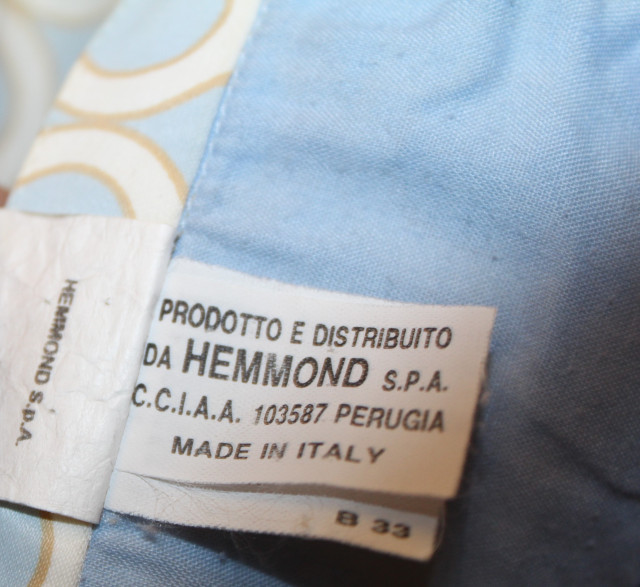 HEMMOND S.p.A.
PRODOTTO E DISTRIBUITO
DA HEMMOND S.P.A.
C.C.I.A.A. 103587 PERUGIA
MADE IN ITALY
B 33